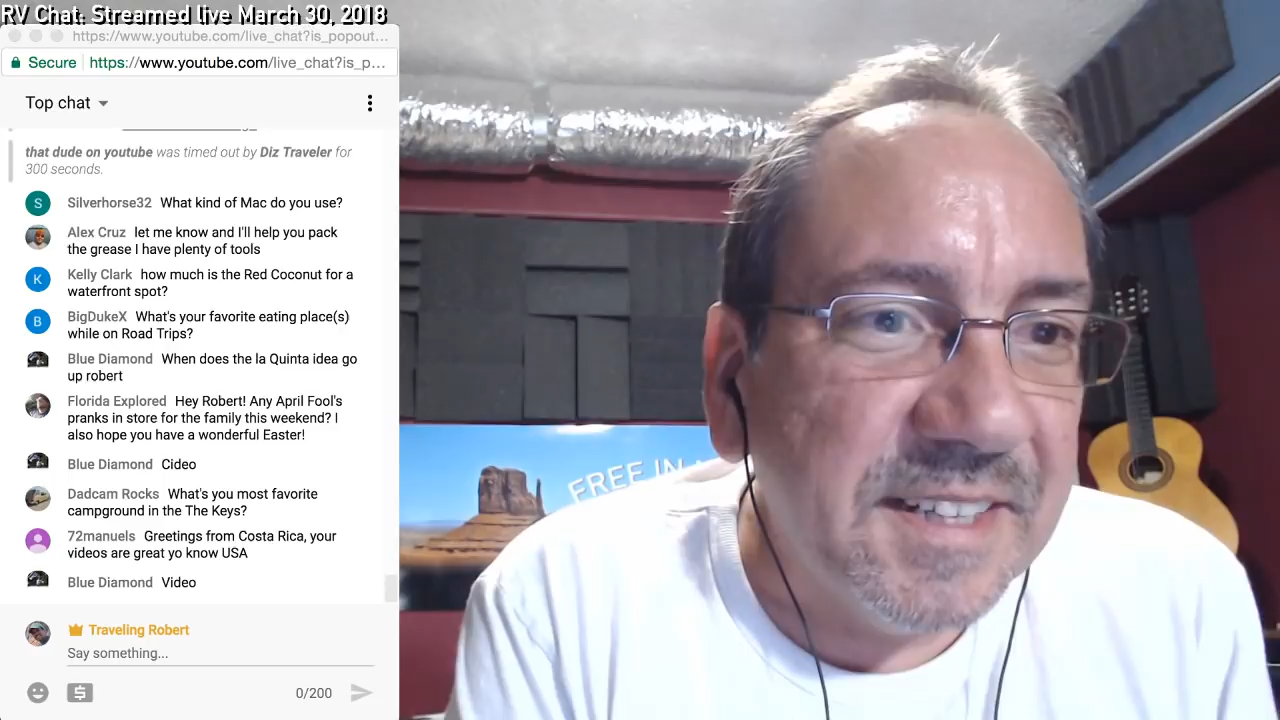 RV Chat. Streamed live March 30, 2018
https://www.youtube.com/live_chat?is_popout...
Secure https://www.youtube.com/live_chat?is_p...
Top chat
that dude on youtube was timed out by Diz Traveler for
300 seconds.
S Silverhorse32 What kind of Mac do you use?
Alex Cruz let me know and I'll help you pack
the grease I have plenty of tools
K Kelly Clark how much is the Red Coconut for a
waterfront spot?
B BigDukeX What's your favorite eating place(s)
while on Road Trips?
Blue Diamond When does the la Quinta idea go
up robert
Florida Explored Hey Robert! Any April Fool's
pranks in store for the family this weekend? I
also hope you have a wonderful Easter!
Blue Diamond Cideo
Dadcam Rocks What's you most favorite
campground in the The Keys?
72manuels Greetings from Costa Rica, your
videos are great yo know USA
Blue Diamond Video
Traveling Robert
Say something...
$ 0/200
FREE IN